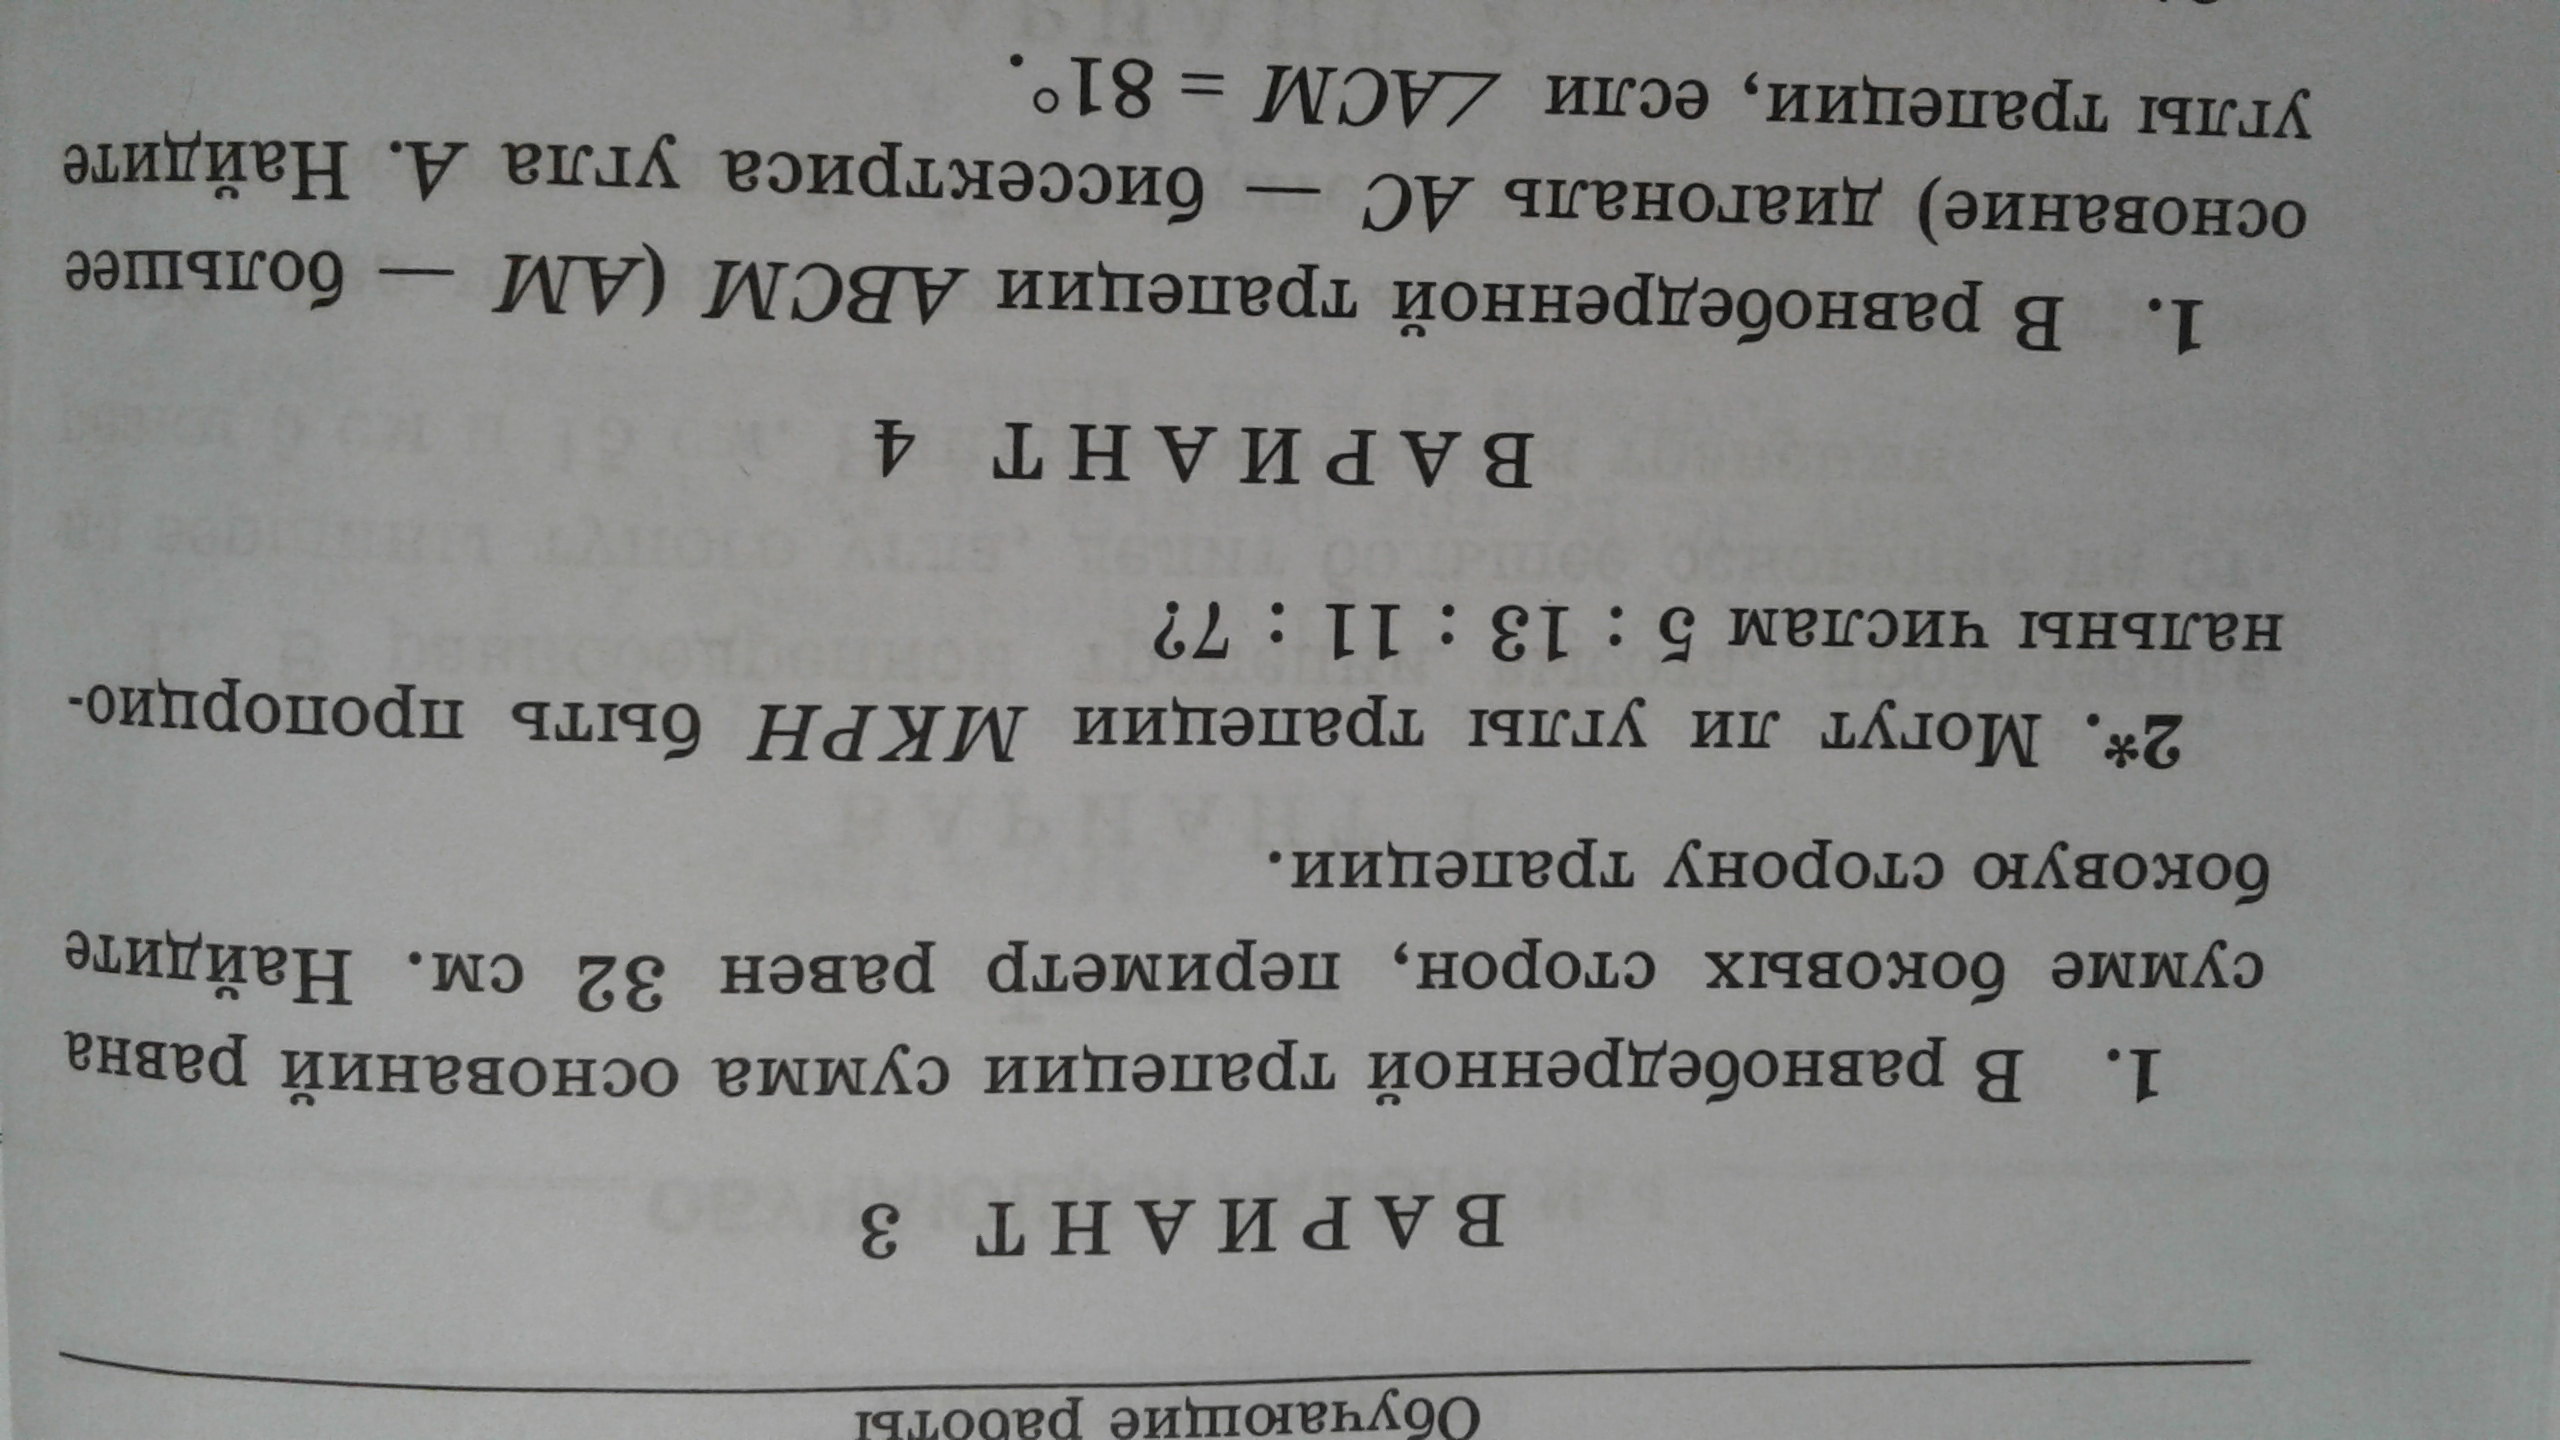 Обучающие работы
ВАРИАНТ 3
1. В равнобедренной трапеции сумма оснований равна
сумме боковых сторон, периметр равен 32 см. Найдите
боковую сторону трапеции.
2*. Могут ли углы трапеции МКРН быть пропорцио-
нальны числам 5 : 13 : 11 : 7?
ВАРИАНТ 4
1. В равнобедренной трапеции АВСМ (АМ — большее
основание) диагональ АС — биссектриса угла А. Найдите
углы трапеции, если ∠АСМ = 81°.